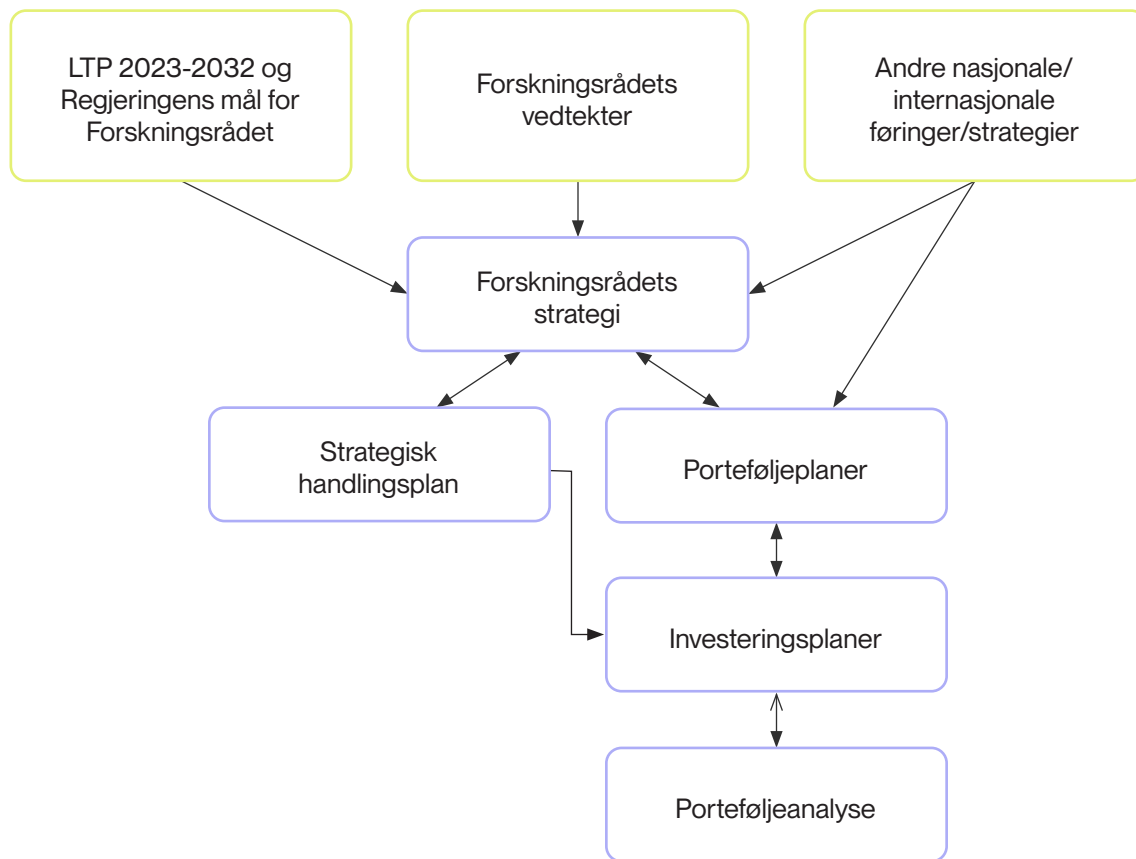 LTP 2023-2032 og
Regjeringens mål for
Forskningsrådet
Forskningsrådets
vedtekter
Andre nasjonale/
internasjonale
føringer/strategier
Forskningsrådets
strategi
Strategisk
handlingsplan
Porteføljeplaner
Investeringsplaner
Porteføljeanalyse